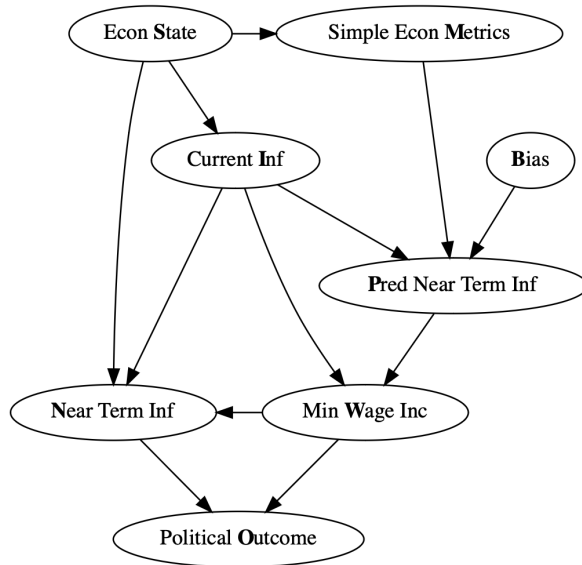 Econ State
Simple Econ Metrics
Current Inf
Bias
Pred Near Term Inf
Near Term Inf
Min Wage Inc
Political Outcome